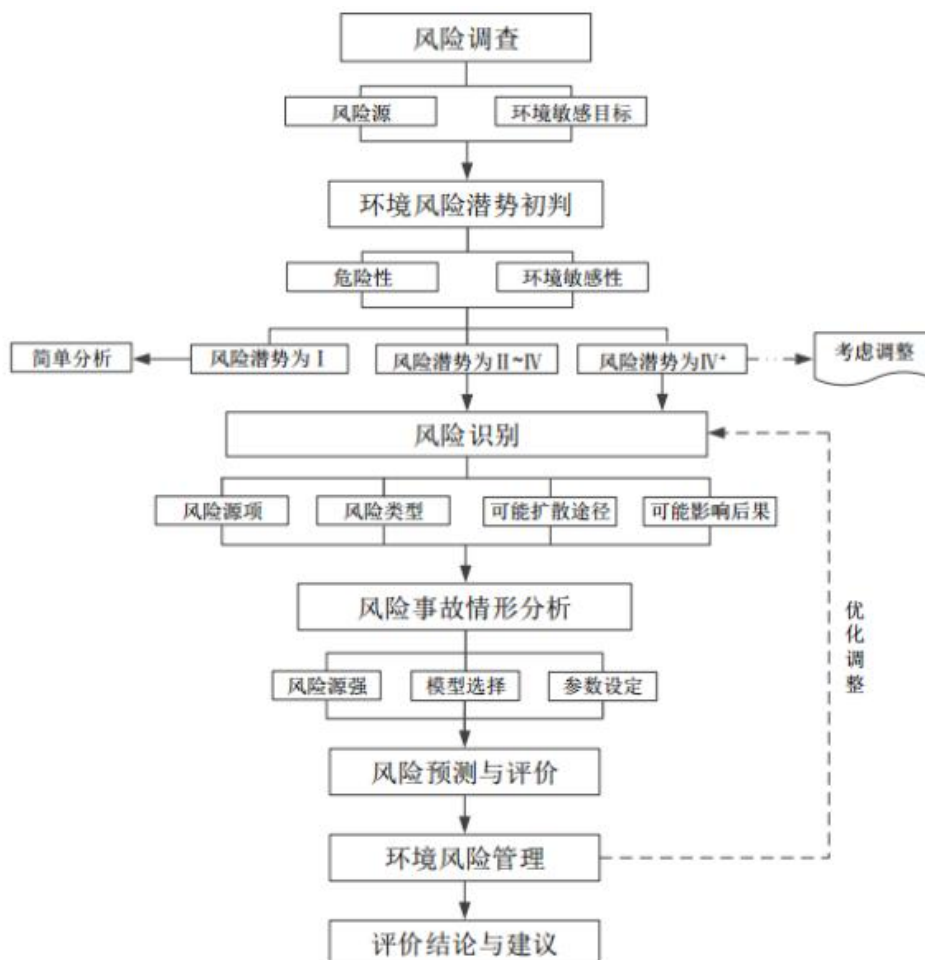 风险调查
风险源
环境敏感目标
环境风险潜势初判
危险性
环境敏感性
简单分析
风险潜势为Ⅰ
风险潜势为Ⅱ~Ⅳ
风险潜势为Ⅳ⁺
考虑调整
风险识别
风险源项
风险类型
可能扩散途径
可能影响后果
风险事故情形分析
优化调整
风险源强
模型选择
参数设定
风险预测与评价
环境风险管理
评价结论与建议